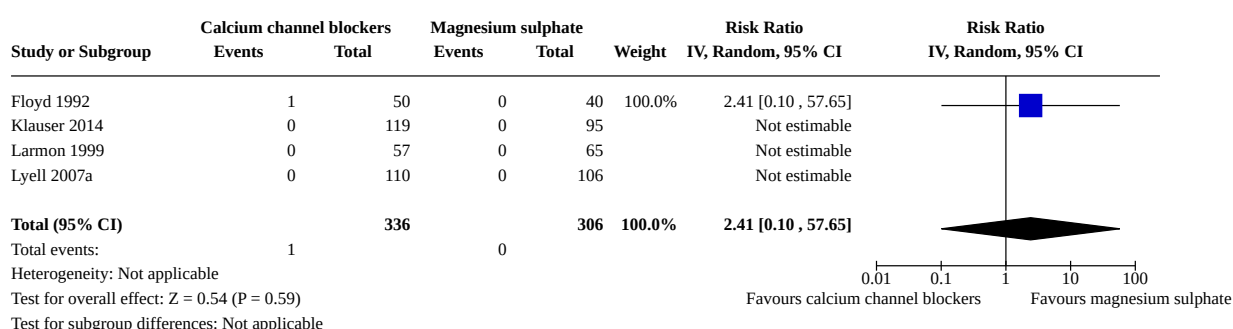 Calcium channel blockers Magnesium sulphate Risk Ratio Risk Ratio
Study or Subgroup Events Total Events Total Weight IV, Random, 95% CI IV, Random, 95% CI
Floyd 1992 1 50 0 40 100.0% 2.41 [0.10 , 57.65]
Klauser 2014 0 119 0 95 Not estimable
Larmon 1999 0 57 0 65 Not estimable
Lyell 2007a 0 110 0 106 Not estimable
Total (95% CI) 336 306 100.0% 2.41 [0.10 , 57.65]
Total events: 1 0
Heterogeneity: Not applicable
0.01 0.1 1 10 100
Test for overall effect: Z = 0.54 (P = 0.59) Favours calcium channel blockers Favours magnesium sulphate
Test for subgroup differences: Not applicable